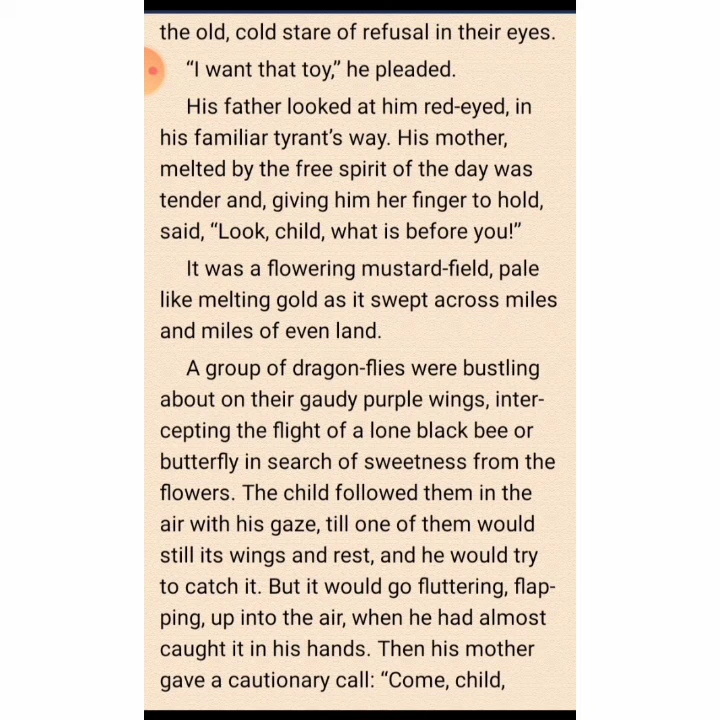 the old, cold stare of refusal in their eyes.
“I want that toy,” he pleaded.
His father looked at him red-eyed, in
his familiar tyrant’s way. His mother,
melted by the free spirit of the day was
tender and, giving him her finger to hold,
said, “Look, child, what is before you!”
It was a flowering mustard-field, pale
like melting gold as it swept across miles
and miles of even land.
A group of dragon-flies were bustling
about on their gaudy purple wings, inter-
cepting the flight of a lone black bee or
butterfly in search of sweetness from the
flowers. The child followed them in the
air with his gaze, till one of them would
still its wings and rest, and he would try
to catch it. But it would go fluttering, flap-
ping, up into the air, when he had almost
caught it in his hands. Then his mother
gave a cautionary call: “Come, child,